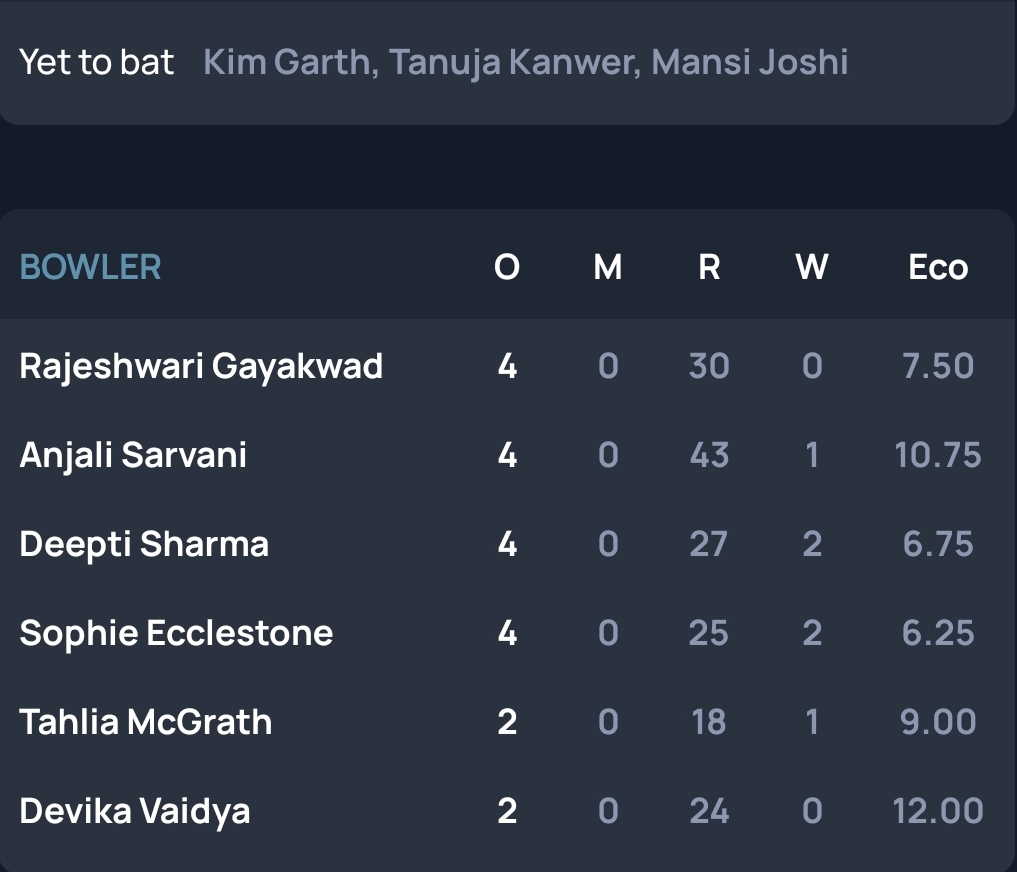 Yet to bat Kim Garth, Tanuja Kanwer, Mansi Joshi
BOWLER O M R W Eco
Rajeshwari Gayakwad 4 0 30 0 7.50
Anjali Sarvani 4 0 43 1 10.75
Deepti Sharma 4 0 27 2 6.75
Sophie Ecclestone 4 0 25 2 6.25
Tahlia McGrath 2 0 18 1 9.00
Devika Vaidya 2 0 24 0 12.00